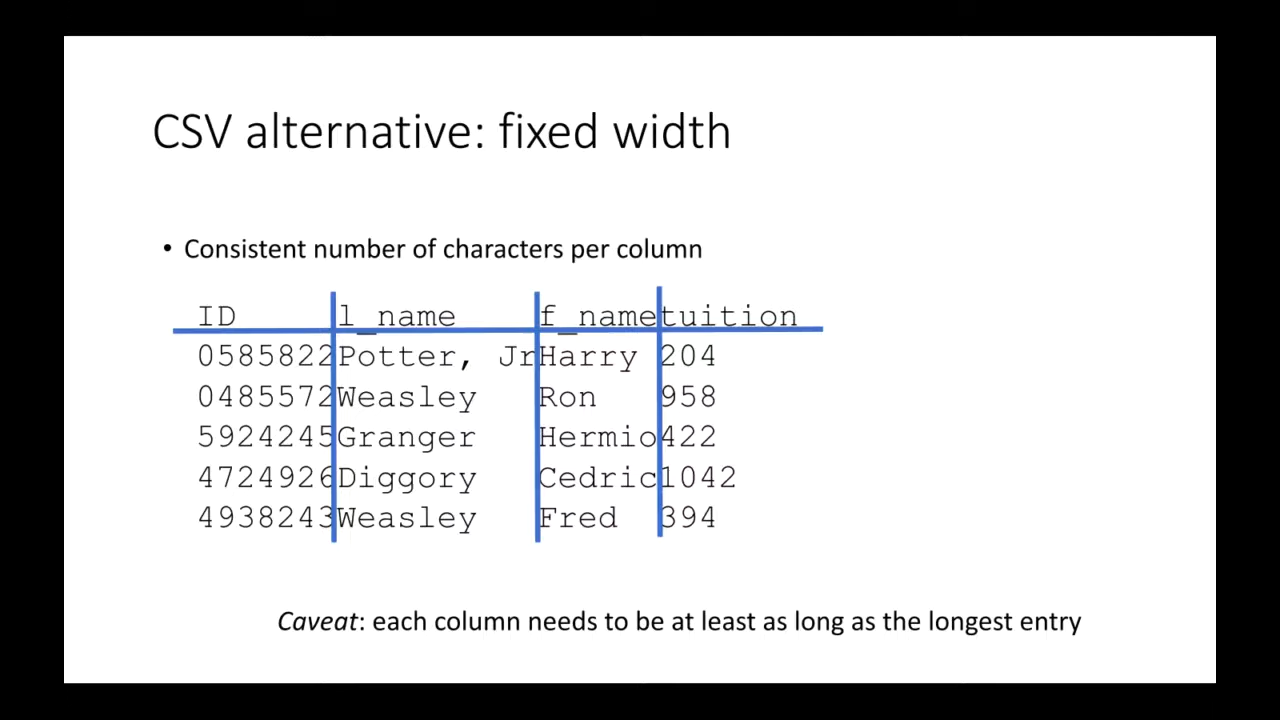 CSV alternative: fixed width
• Consistent number of characters per column
ID l_name f_nametuition
0585822Potter, JrHarry 204
0485572Weasley Ron 958
5924245Granger Hermio422
4724926Diggory Cedric1042
4938243Weasley Fred 394
Caveat: each column needs to be at least as long as the longest entry